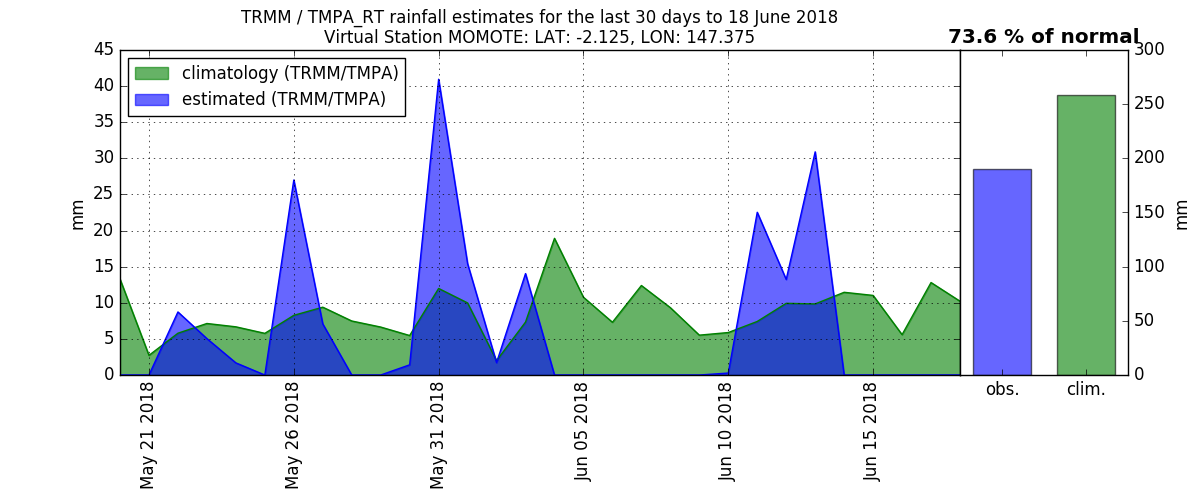 TRMM / TMPA_RT rainfall estimates for the last 30 days to 18 June 2018
Virtual Station MOMOTE: LAT: -2.125, LON: 147.375
73.6 % of normal
climatology (TRMM/TMPA)
estimated (TRMM/TMPA)
mm
45
40
35
30
25
20
15
10
5
0
May 21 2018
May 26 2018
May 31 2018
Jun 05 2018
Jun 10 2018
Jun 15 2018
300
250
200
150
100
50
0
mm
obs.
clim.